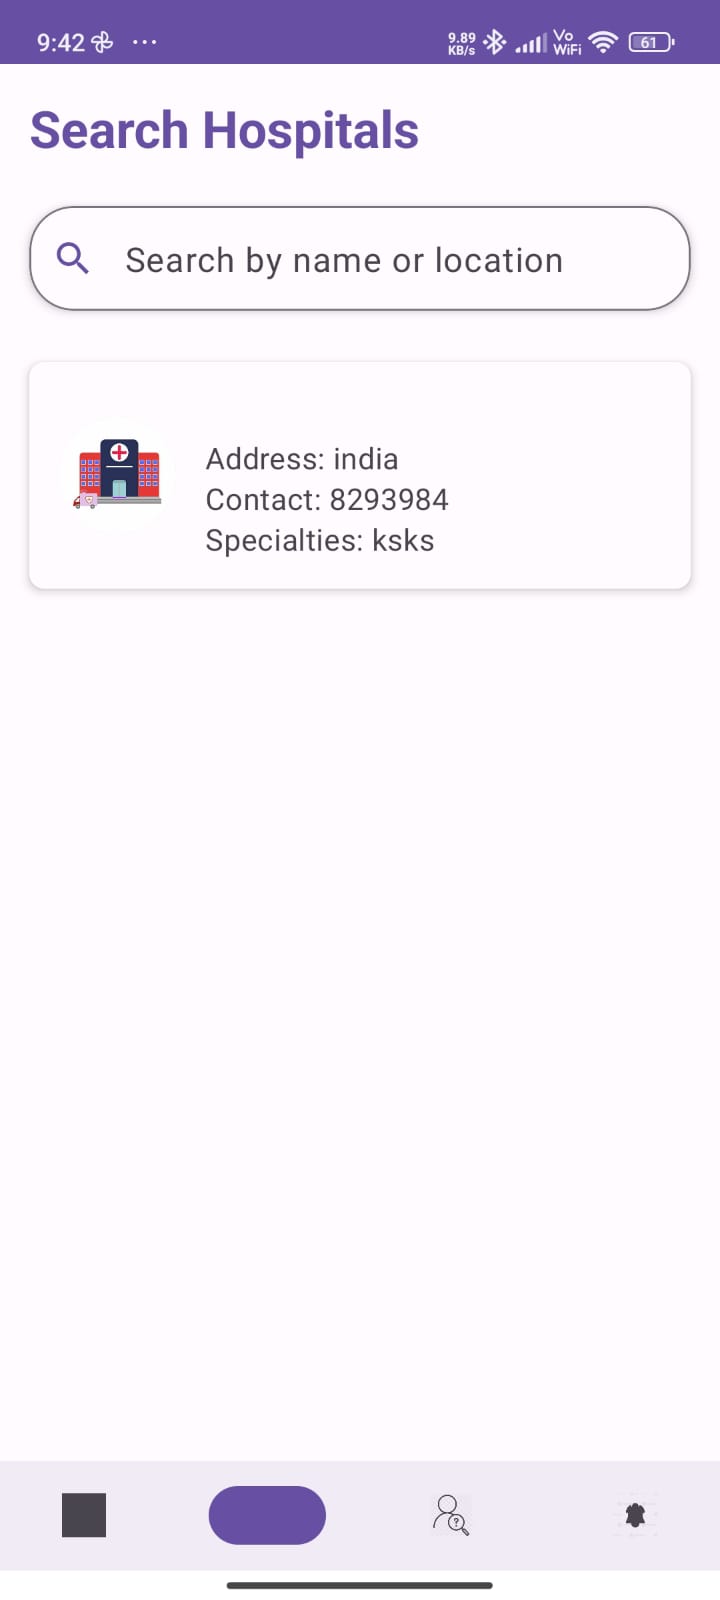 9:42
9.89
KB/s
Vo
WiFi
61
Search Hospitals
Search by name or location
Address: india
Contact: 8293984
Specialties: ksks
?